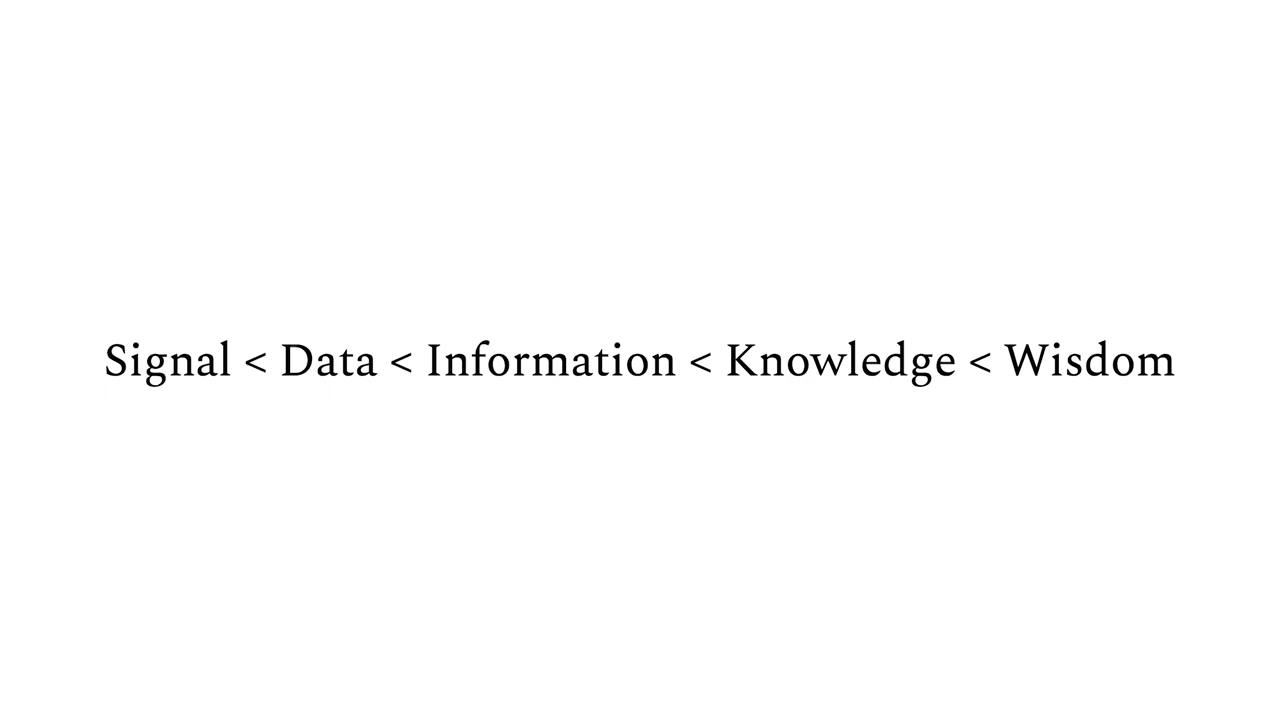 Signal < Data < Information < Knowledge < Wisdom